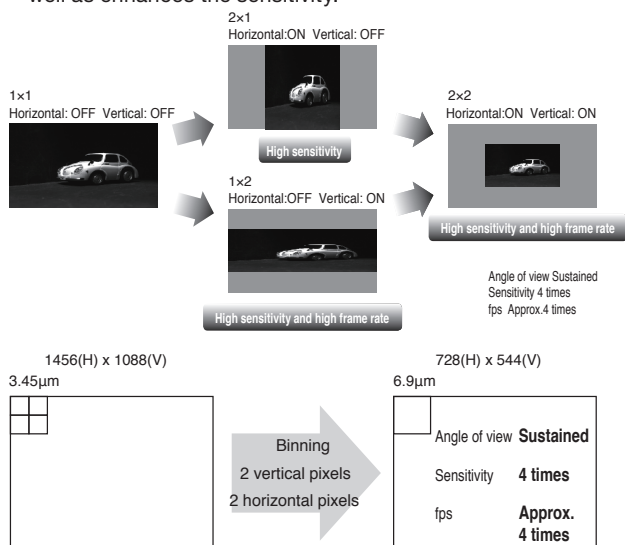 well as enhances the sensitivity.
2×1
Horizontal:ON Vertical: OFF
1×1
Horizontal: OFF Vertical: OFF
High sensitivity
2×2
Horizontal:ON Vertical: ON
1×2
Horizontal:OFF Vertical: ON
High sensitivity and high frame rate
High sensitivity and high frame rate
Angle of view Sustained
Sensitivity 4 times
fps Approx.4 times
1456(H) x 1088(V)
3.45μm
Binning
2 vertical pixels
2 horizontal pixels
728(H) x 544(V)
6.9μm
Angle of view Sustained
Sensitivity 4 times
fps Approx.
4 times